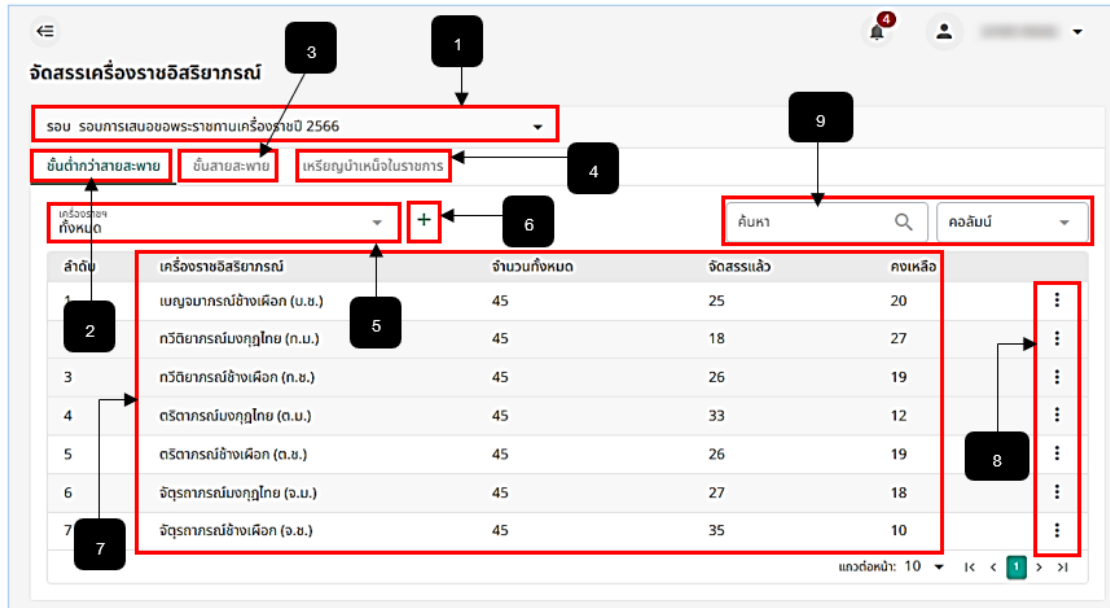 4
จัดสรรเครื่องราชอิสริยาภรณ์
3
1
รอบ รอบการเสนอขอพระราชทานเครื่องราชปี 2566
9
ชั้นต่ำกว่าสายสะพาย ชั้นสายสะพาย เหรียญบำเหน็จในราชการ
4
เครื่องราชฯ
ทั้งหมด
+
6
ค้นหา
คอลัมน์
ลำดับ เครื่องราชอิสริยาภรณ์ จำนวนทั้งหมด จัดสรรแล้ว คงเหลือ
1 เบญจมาภรณ์ช้างเผือก (บ.ช.) 45 25 20
2
5
ทวีติยาภรณ์มงกุฎไทย (ท.ม.) 45 18 27
3 ทวีติยาภรณ์ช้างเผือก (ท.ช.) 45 26 19
4 ตริตาภรณ์มงกุฎไทย (ต.ม.) 45 33 12
5 ตริตาภรณ์ช้างเผือก (ต.ช.) 45 26 19
8
6 จัตุรถาภรณ์มงกุฎไทย (จ.ม.) 45 27 18
7 จัตุรถาภรณ์ช้างเผือก (จ.ช.) 45 35 10
7
แถวต่อหน้า: 10 |< < 1 > >|